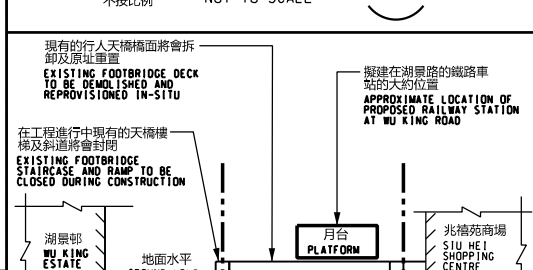 不按比例 NOT TO SCALE
現有的行人天橋橋面將會拆
卸及原址重置
EXISTING FOOTBRIDGE DECK
TO BE DEMOLISHED AND
REPROVISIONED IN-SITU
擬建在湖景路的鐵路車
站的大約位置
APPROXIMATE LOCATION OF
PROPOSED RAILWAY STATION
AT WU KING ROAD
在工程進行中現有的天橋樓
梯及斜道將會封閉
EXISTING FOOTBRIDGE
STAIRCASE AND RAMP TO BE
CLOSED DURING CONSTRUCTION
湖景邨
WU KING
ESTATE
地面水平
月台
PLATFORM
兆禧苑商場
SIU HEI
SHOPPING
CENTRE